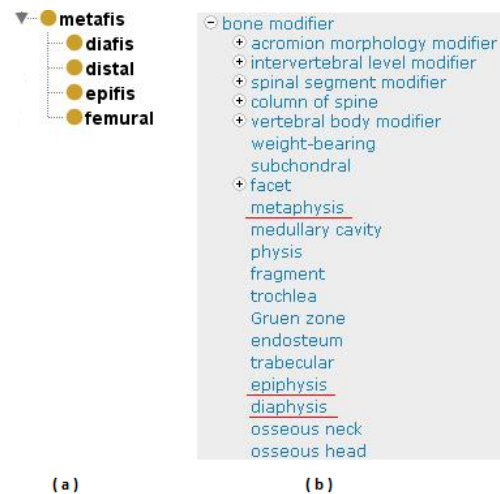 metafis
diafis
distal
epifis
femural
bone modifier
acromion morphology modifier
intervertebral level modifier
spinal segment modifier
column of spine
vertebral body modifier
weight-bearing
subchondral
facet
metaphysis
medullary cavity
physis
fragment
trochlea
Gruen zone
endosteum
trabecular
epiphysis
diaphysis
osseous neck
osseous head
( a )
( b )